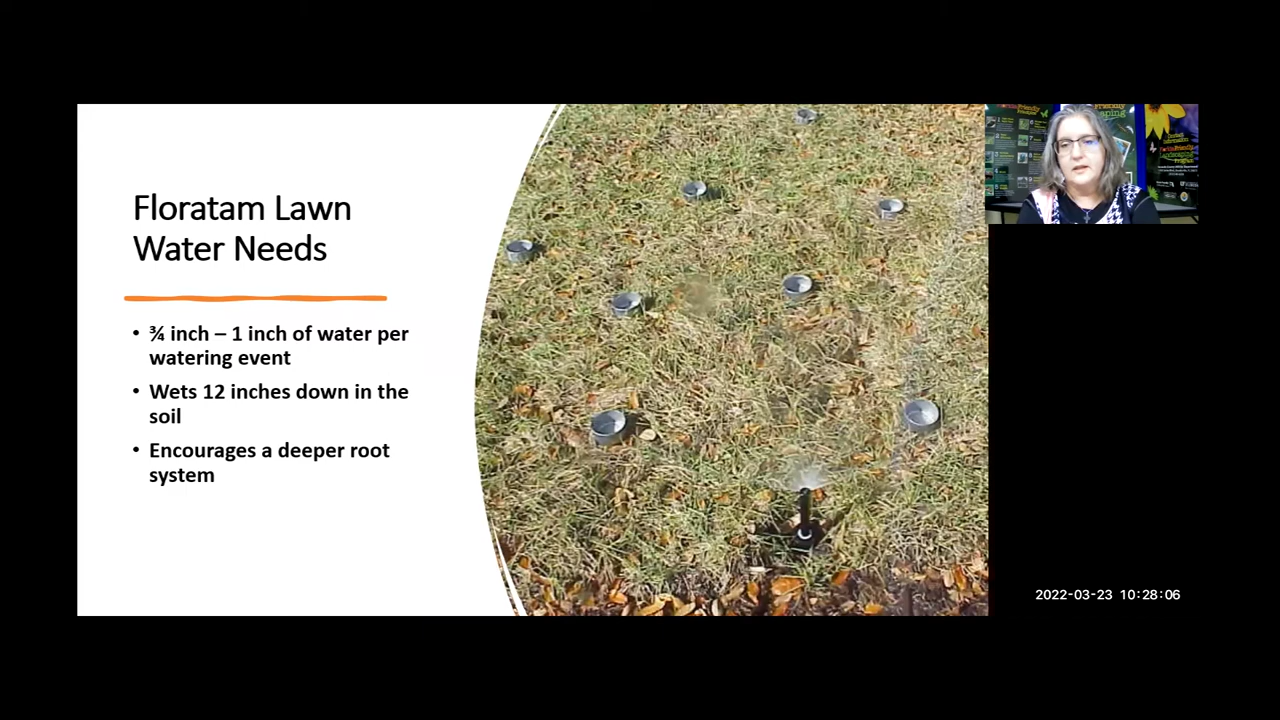 Floratam Lawn
Water Needs
• ¾ inch – 1 inch of water per
watering event
• Wets 12 inches down in the
soil
• Encourages a deeper root
system
2022-03-23 10:28:06